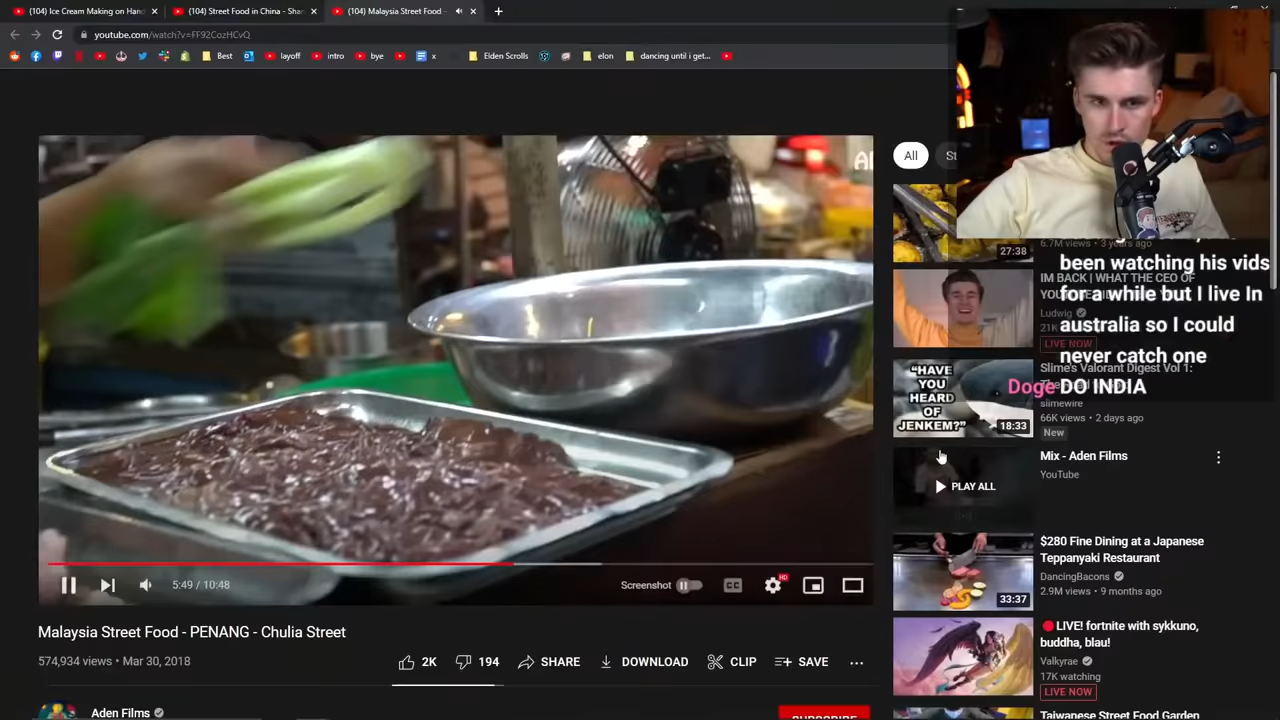 (104) Ice Cream Making on Han
(104) Street Food in China - Sha
(104) Malaysia Street Food -
youtube.com/watch?v=FF92CozHCvQ
Best
layoff
intro
bye
x
Elden Scrolls
elon
dancing until i get...
All
27:38
6.7M views • 3 years ago
IM BACK | WHAT THE CEO OF
Ludwig
21K
LIVE NOW
been watching his vids
for a while but I live In
australia so I could
never catch one
Doge DO INDIA
"HAVE
YOU
HEARD
OF
JENKEM?"
18:33
Slime's Valorant Digest Vol 1:
slimewire
66K views • 2 days ago
New
PLAY ALL
Mix - Aden Films
YouTube
33:37
$280 Fine Dining at a Japanese
Teppanyaki Restaurant
DancingBacons
2.9M views • 9 months ago
LIVE! fortnite with sykkuno,
buddha, blau!
Valkyrae
17K watching
LIVE NOW
Taiwanese Street Food Garden
5:49 / 10:48
Screenshot
CC
HD
Malaysia Street Food - PENANG - Chulia Street
574,934 views • Mar 30, 2018
2K
194
SHARE
DOWNLOAD
CLIP
SAVE
Aden Films
SUBSCRIBE